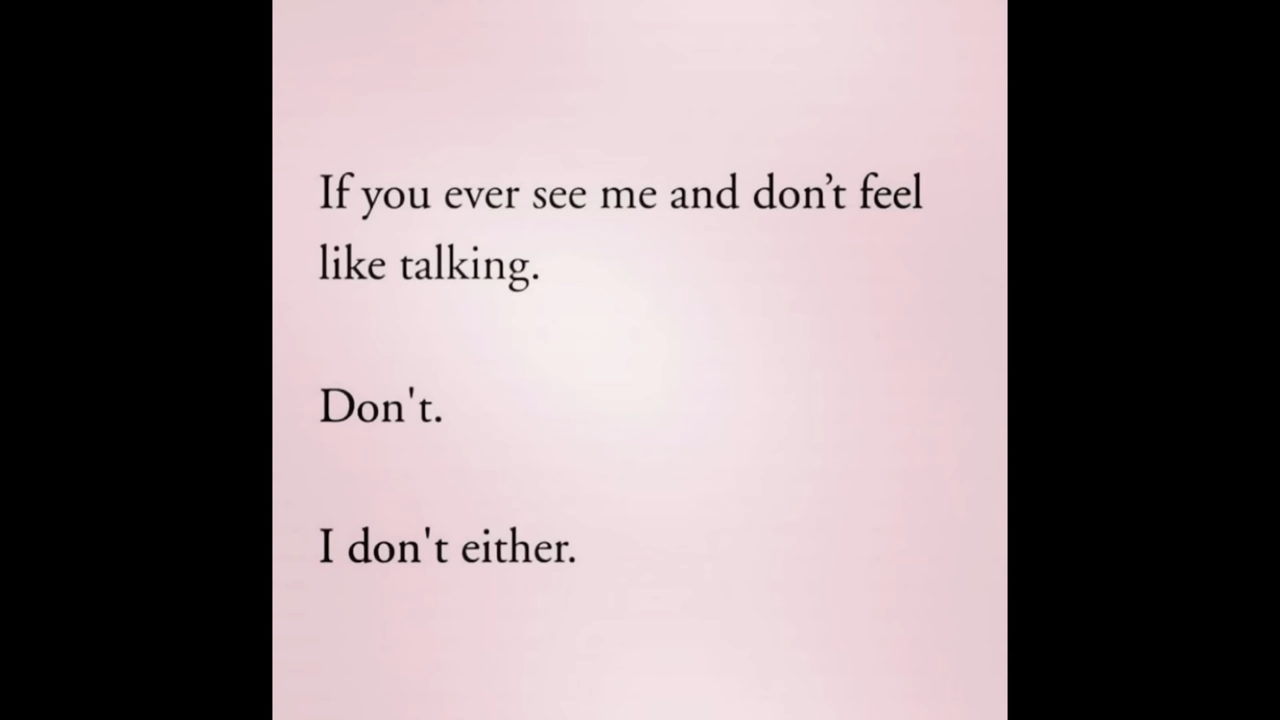 If you ever see me and don’t feel
like talking.
Don't.
I don't either.